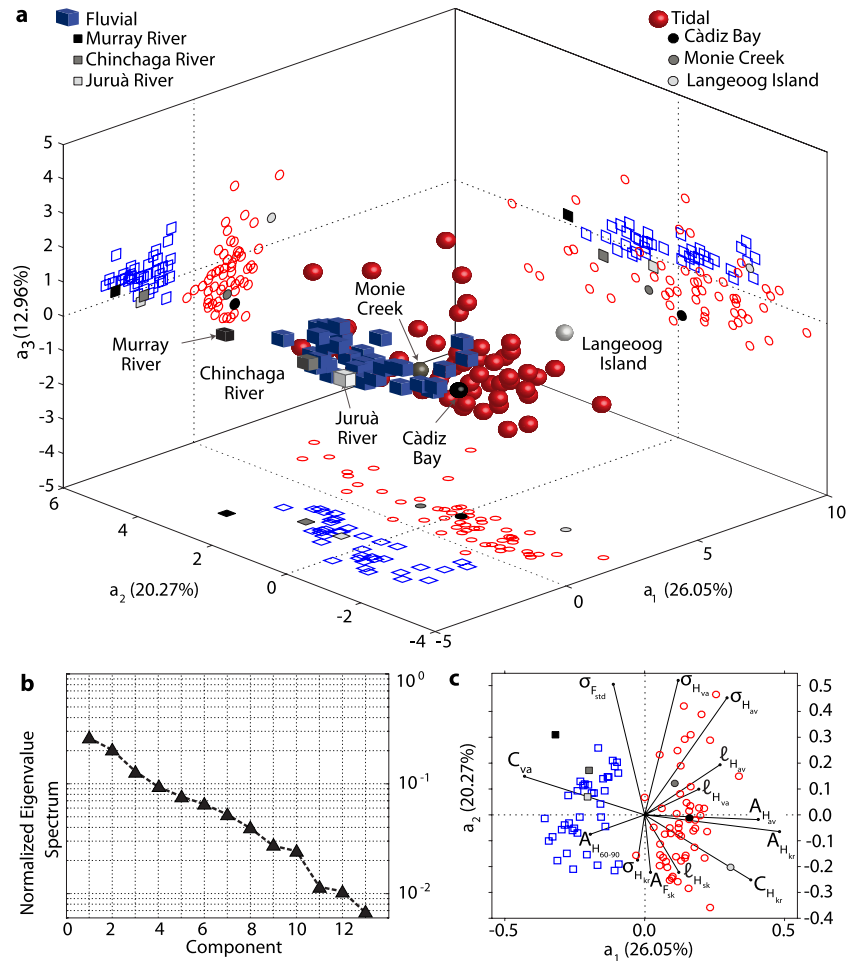 a
Fluvial
Murray River
Chinchaga River
Juruà River
Tidal
Càdiz Bay
Monie Creek
Langeoog Island
5
4
3
2
1
0
-1
-2
-3
-4
-5
a3 (12.96%)
Murray
River
Chinchaga
River
Juruà
River
Monie
Creek
Càdiz
Bay
Langeoog
Island
6
4
2
0
-2
-4
a2 (20.27%)
-5
0
5
10
a1 (26.05%)
b
Normalized Eigenvalue
Spectrum
10^0
10^-1
10^-2
0 2 4 6 8 10 12 14
Component
c
a2 (20.27%)
σFstd
σHva
σHav
ℓHav
ℓHva
Cva
AHav
AHkr
AH60-90
σHkr
AFsk
ℓHsk
CHkr
0.5
0.4
0.3
0.2
0.1
0.0
-0.1
-0.2
-0.3
-0.4
-0.5 0.0 0.5
a1 (26.05%)